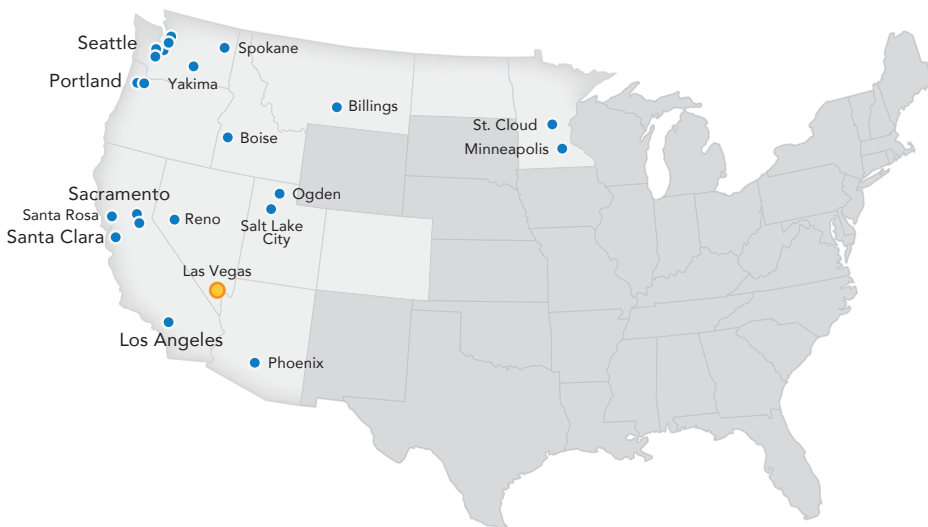 Seattle
Spokane
Portland
Yakima
Billings
St. Cloud
Boise
Minneapolis
Sacramento
Ogden
Santa Rosa
Reno
Salt Lake
City
Santa Clara
Las Vegas
Los Angeles
Phoenix